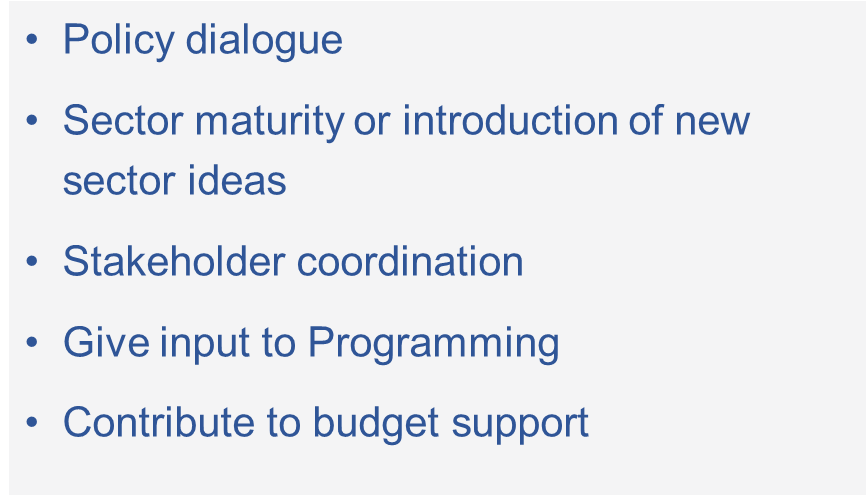 • Policy dialogue
• Sector maturity or introduction of new
sector ideas
• Stakeholder coordination
• Give input to Programming
• Contribute to budget support